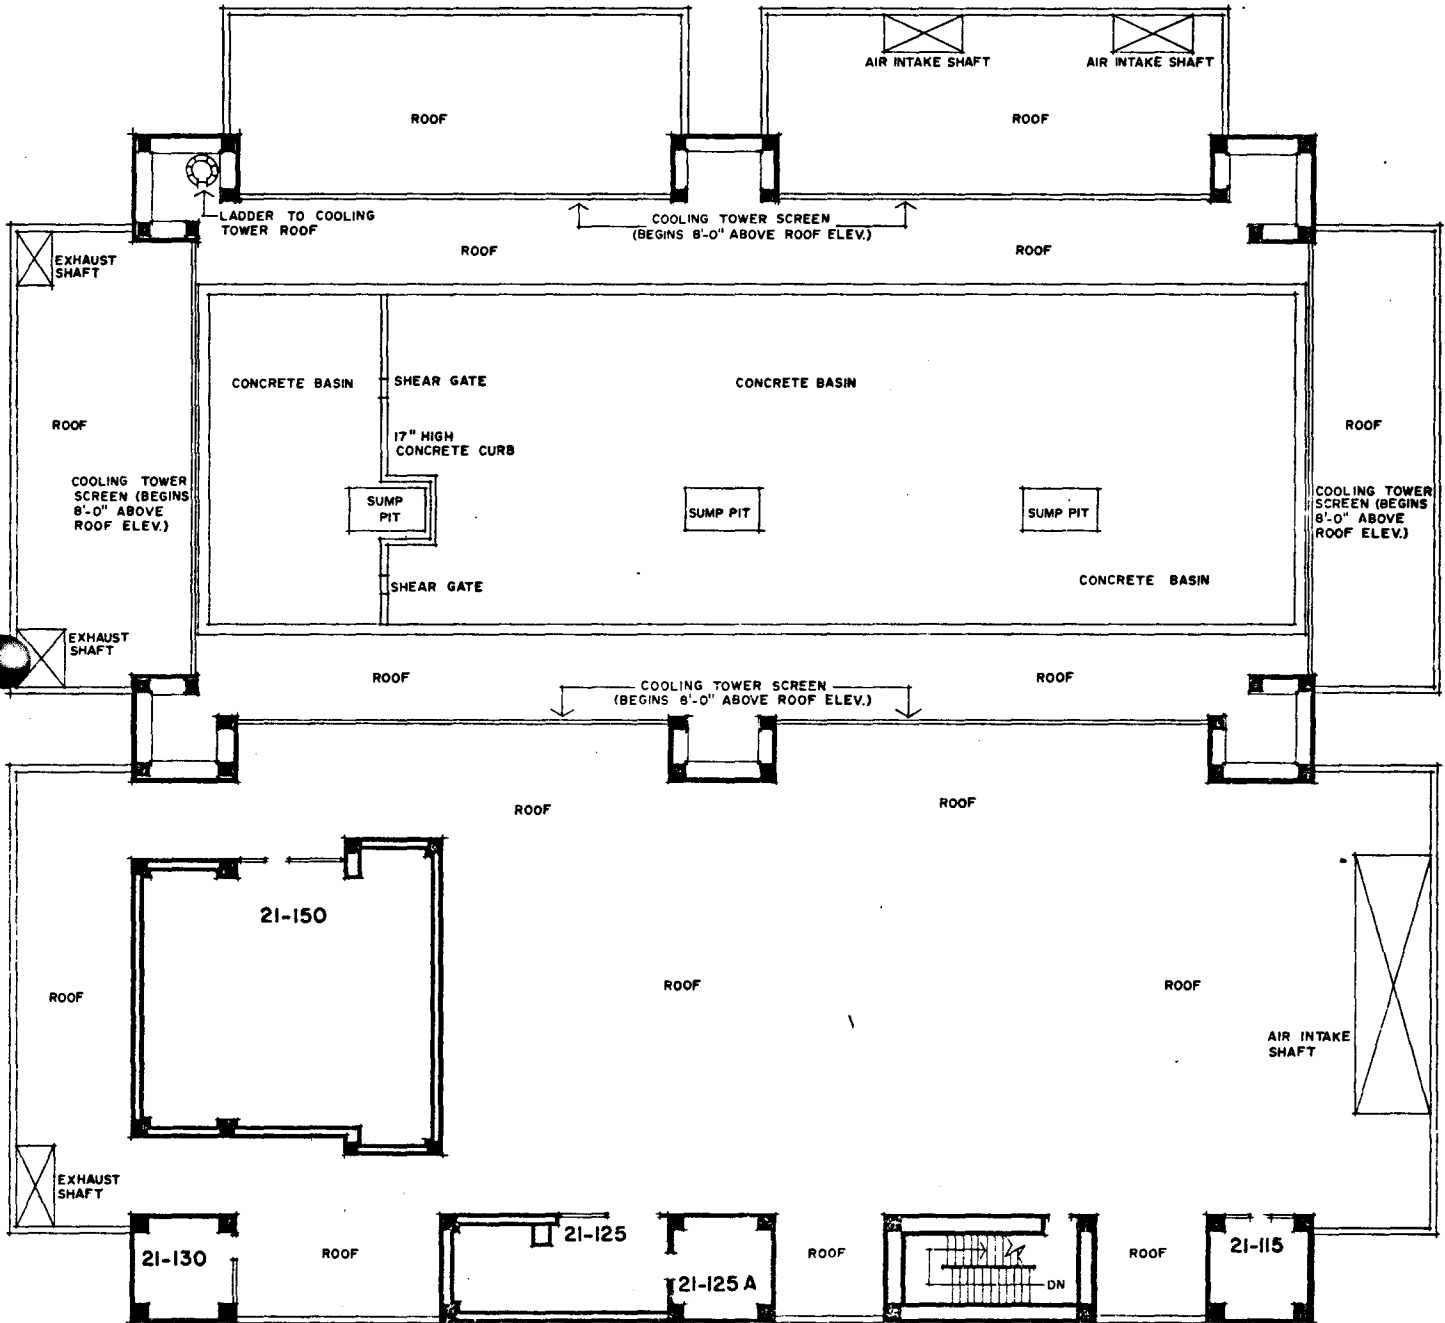 AIR INTAKE SHAFT
AIR INTAKE SHAFT
ROOF
ROOF
LADDER TO COOLING
TOWER ROOF
COOLING TOWER SCREEN
(BEGINS 8'-0" ABOVE ROOF ELEV.)
ROOF
ROOF
EXHAUST
SHAFT
CONCRETE BASIN
SHEAR GATE
CONCRETE BASIN
ROOF
ROOF
17" HIGH
CONCRETE CURB
COOLING TOWER
SCREEN (BEGINS
8'-0" ABOVE
ROOF ELEV.)
SUMP
PIT
SUMP PIT
SUMP PIT
COOLING TOWER
SCREEN (BEGINS
8'-0" ABOVE
ROOF ELEV.)
SHEAR GATE
CONCRETE BASIN
EXHAUST
SHAFT
ROOF
ROOF
COOLING TOWER SCREEN
(BEGINS 8'-0" ABOVE ROOF ELEV.)
ROOF
ROOF
21-150
ROOF
ROOF
ROOF
AIR INTAKE
SHAFT
EXHAUST
SHAFT
21-130
ROOF
21-125
21-125 A
ROOF
DN
ROOF
21-115